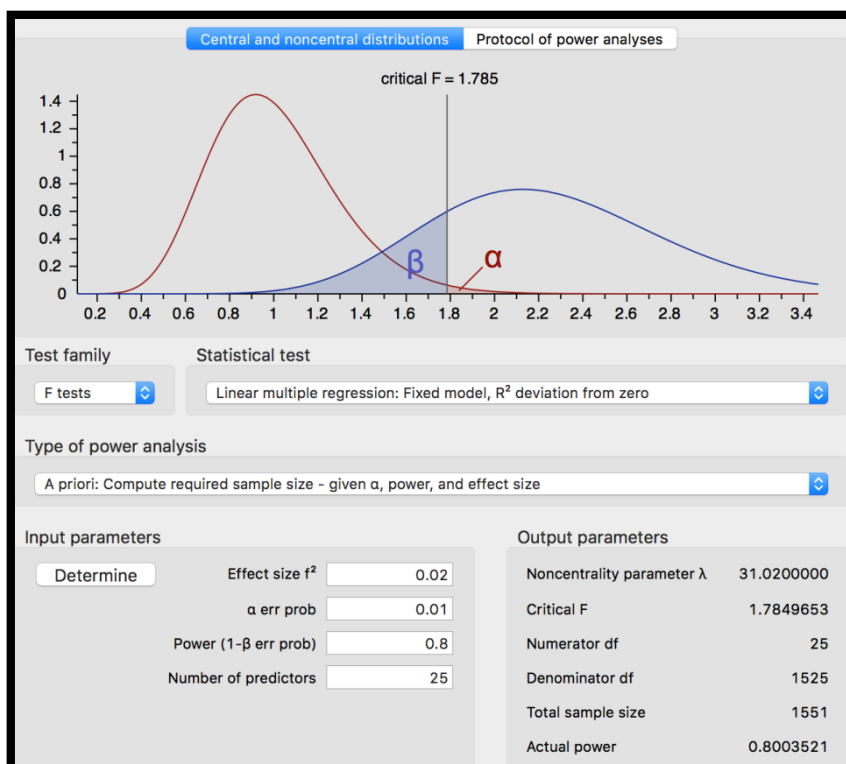 Central and noncentral distributions Protocol of power analyses
critical F = 1.785
1.4
1.2
1
0.8
0.6
0.4
0.2
0
β
α
0.2 0.4 0.6 0.8 1 1.2 1.4 1.6 1.8 2 2.2 2.4 2.6 2.8 3 3.2 3.4
Test family Statistical test
F tests Linear multiple regression: Fixed model, R² deviation from zero
Type of power analysis
A priori: Compute required sample size - given α, power, and effect size
Input parameters Output parameters
Determine Effect size f² 0.02 Noncentrality parameter λ 31.0200000
α err prob 0.01 Critical F 1.7849653
Power (1-β err prob) 0.8 Numerator df 25
Number of predictors 25 Denominator df 1525
Total sample size 1551
Actual power 0.8003521